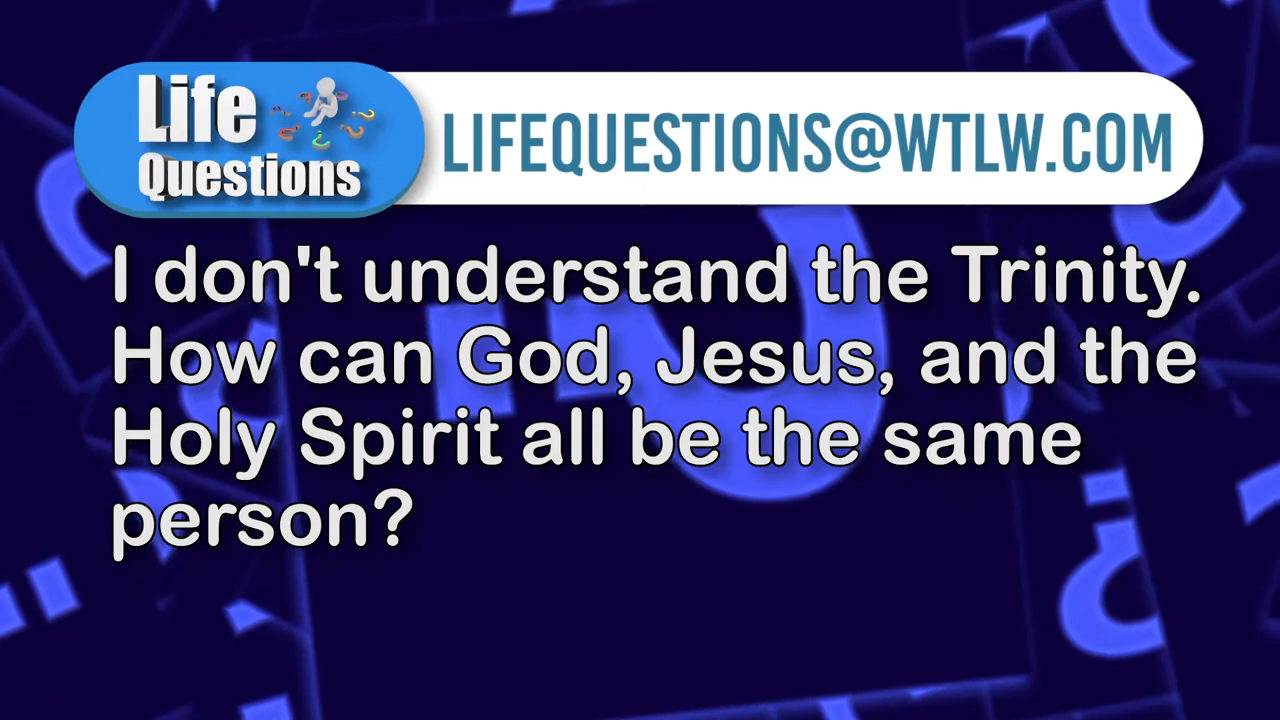 Life
Questions
LIFEQUESTIONS@WTLW.COM
I don't understand the Trinity.
How can God, Jesus, and the
Holy Spirit all be the same
person?